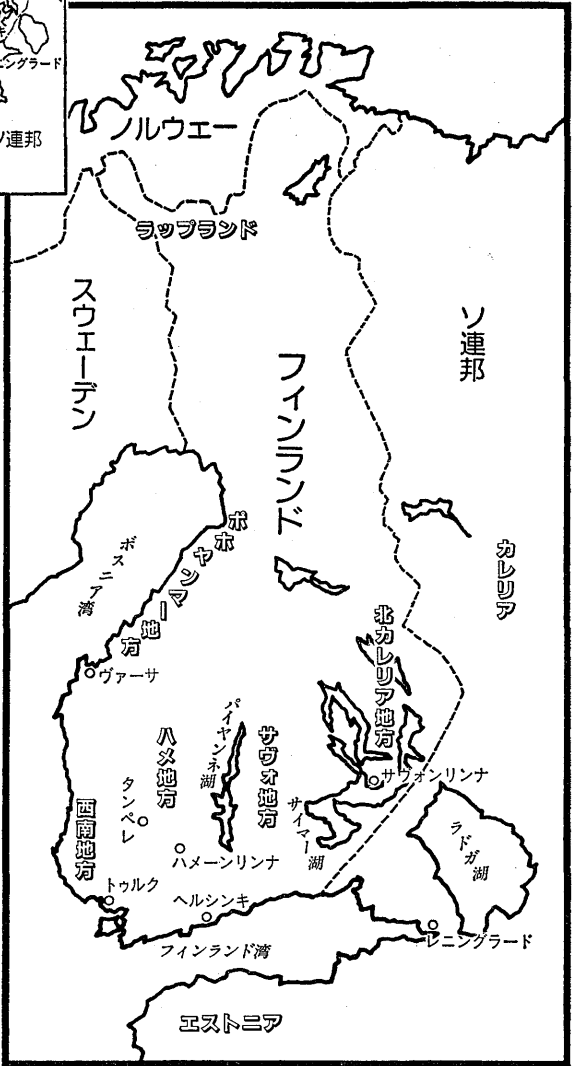 ニングラード
ソ連邦
ノルウェー
ラップランド
スウェーデン
ソ連邦
フィンランド
ポホヤンマー地方
ボスニア湾
カレリア
北カレリア地方
ヴァーサ
パイヤンネ湖
ハメ地方
サヴォ地方
タンペレ
サヴォンリンナ
サイマー湖
西南地方
ラドガ湖
ハメーンリンナ
トゥルク
ヘルシンキ
レニングラード
フィンランド湾
エストニア